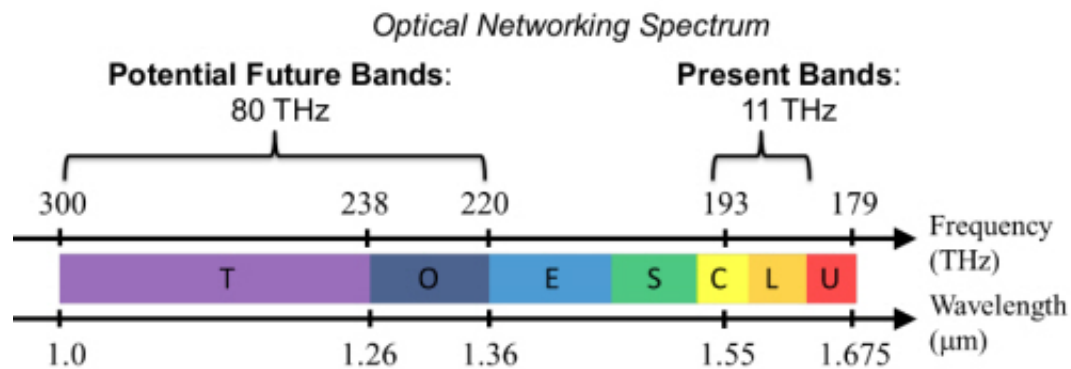 Optical Networking Spectrum
Potential Future Bands: Present Bands:
80 THz 11 THz
300 238 220 193 179
Frequency
(THz)
T O E S C L U
Wavelength
(μm)
1.0 1.26 1.36 1.55 1.675